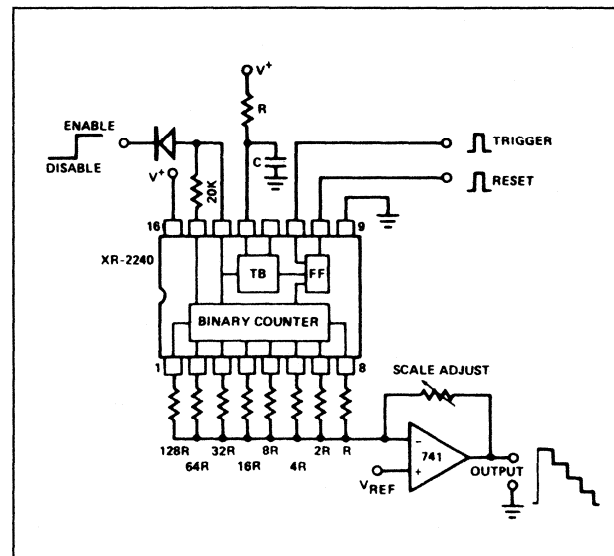 V+
R
ENABLE
DISABLE
C
TRIGGER
V+
RESET
20K
16
9
XR-2240
TB
FF
BINARY COUNTER
1
8
SCALE ADJUST
128R
64R
32R
16R
8R
4R
2R
R
−
741
+
VREF
OUTPUT